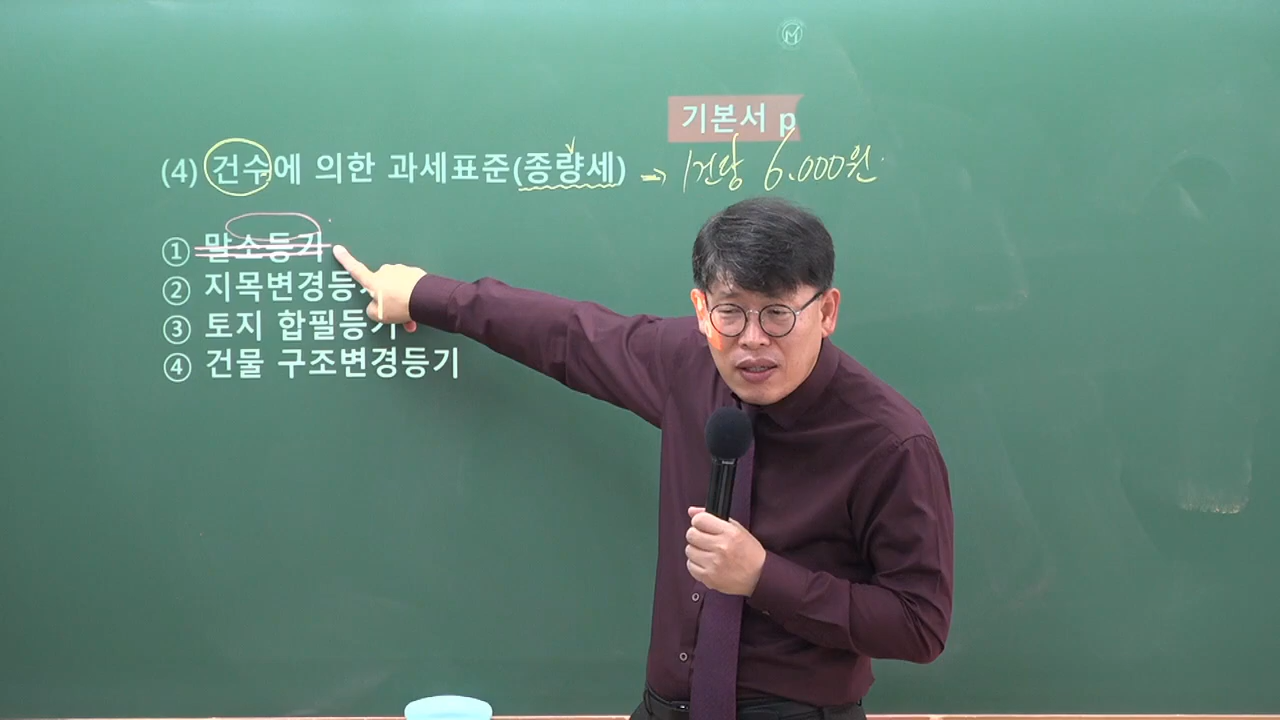 기본서 p
(4) 건수에 의한 과세표준(종량세) → 1건당 6.000원
① 말소등기
② 지목변경등기
③ 토지 합필등기
④ 건물 구조변경등기